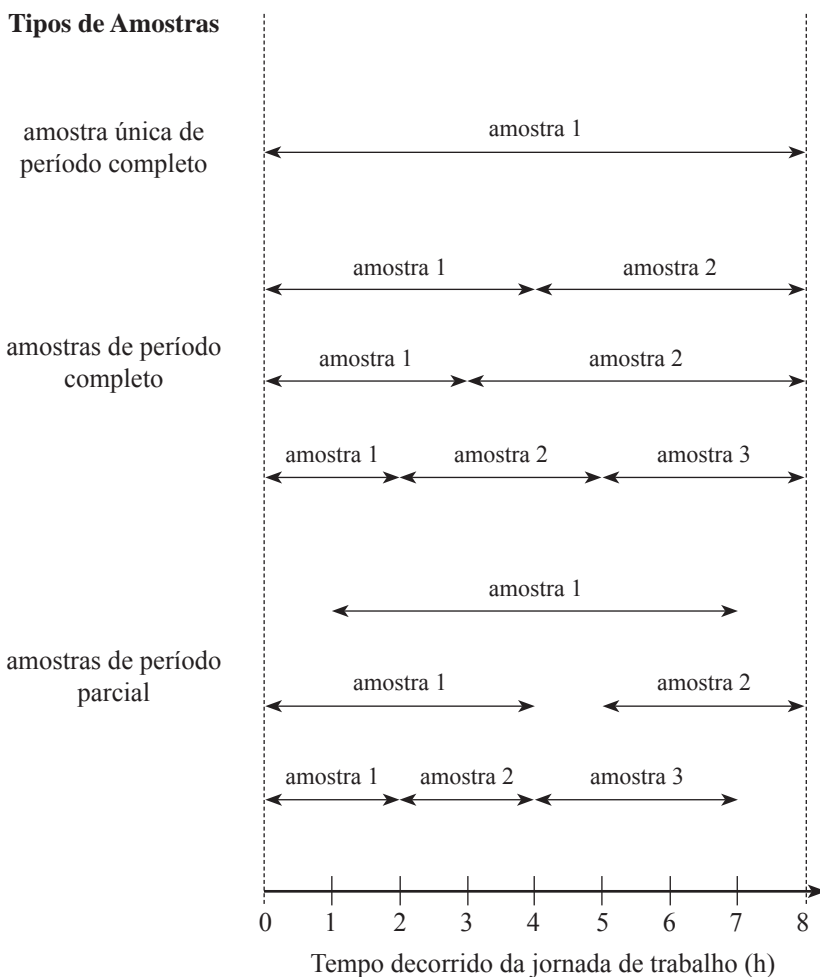 Tipos de Amostras
amostra única de
período completo
amostra 1
amostra 1
amostra 2
amostras de período
completo
amostra 1
amostra 2
amostra 1
amostra 2
amostra 3
amostra 1
amostras de período
parcial
amostra 1
amostra 2
amostra 1
amostra 2
amostra 3
0 1 2 3 4 5 6 7 8
Tempo decorrido da jornada de trabalho (h)